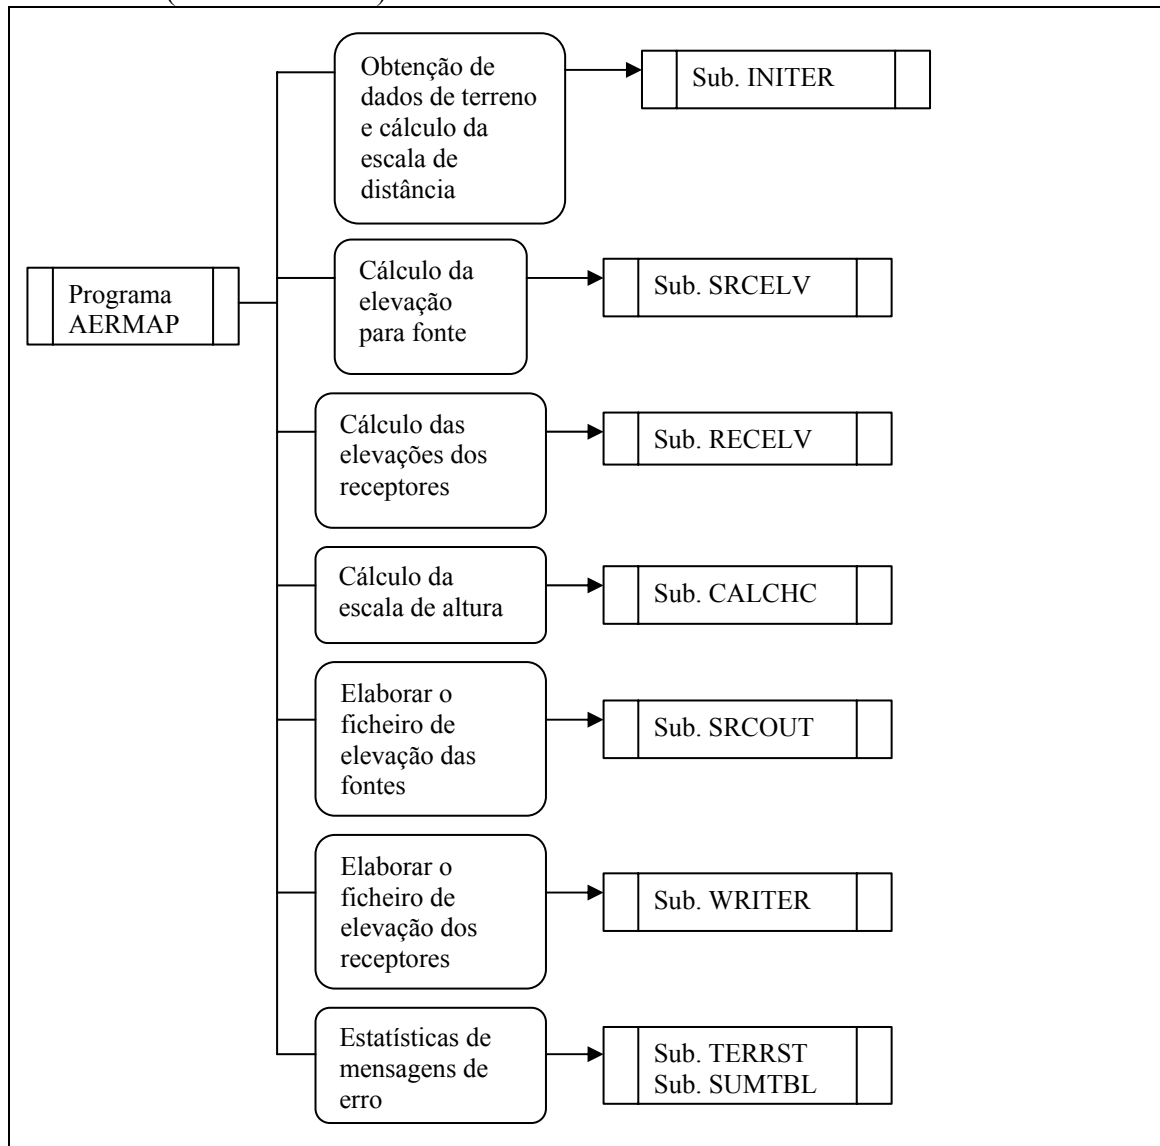 Obtenção de
dados de terreno
e cálculo da
escala de
distância
Sub. INITER
Programa
AERMAP
Cálculo da
elevação
para fonte
Sub. SRCELV
Cálculo das
elevações dos
receptores
Sub. RECELV
Cálculo da
escala de altura
Sub. CALCHC
Elaborar o
ficheiro de
elevação das
fontes
Sub. SRCOUT
Elaborar o
ficheiro de
elevação dos
receptores
Sub. WRITER
Estatísticas de
mensagens de
erro
Sub. TERRST
Sub. SUMTBL